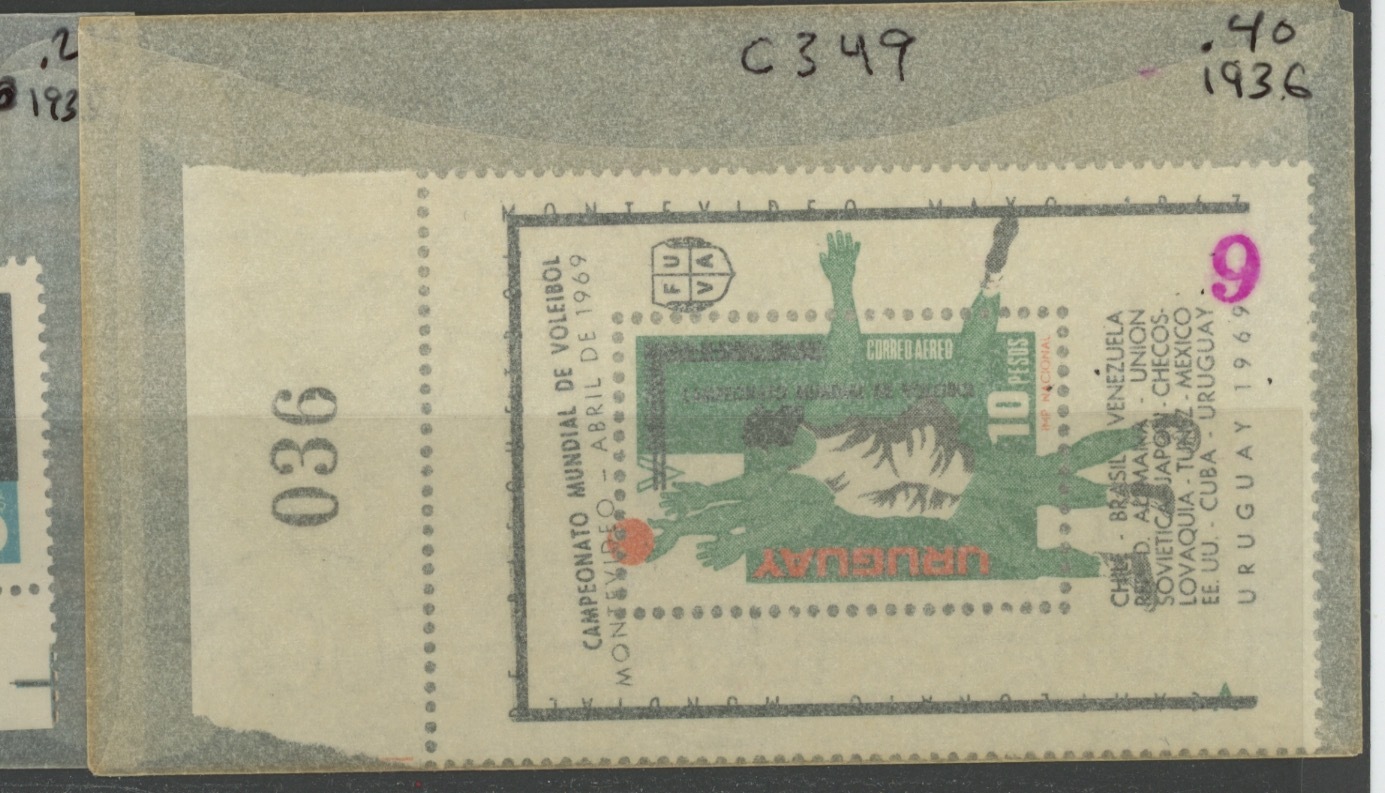 C349
.40
1936
.2
193
036
CAMPEONATO MUNDIAL DE VOLEIBOL
MONTEVIDEO - ABRIL DE 1969
F U
V A
CORREO AEREO
10 PESOS
IMP. NACIONAL
URUGUAY
MONTEVIDEO MAYO 1967
CHILE - BRASIL - VENEZUELA
REP. D. ALEMANA - UNION
SOVIETICA - JAPON - CHECOS-
LOVAQUIA - TUNEZ - MEXICO
EE. UU. - CUBA - URUGUAY
URUGUAY 1969
9